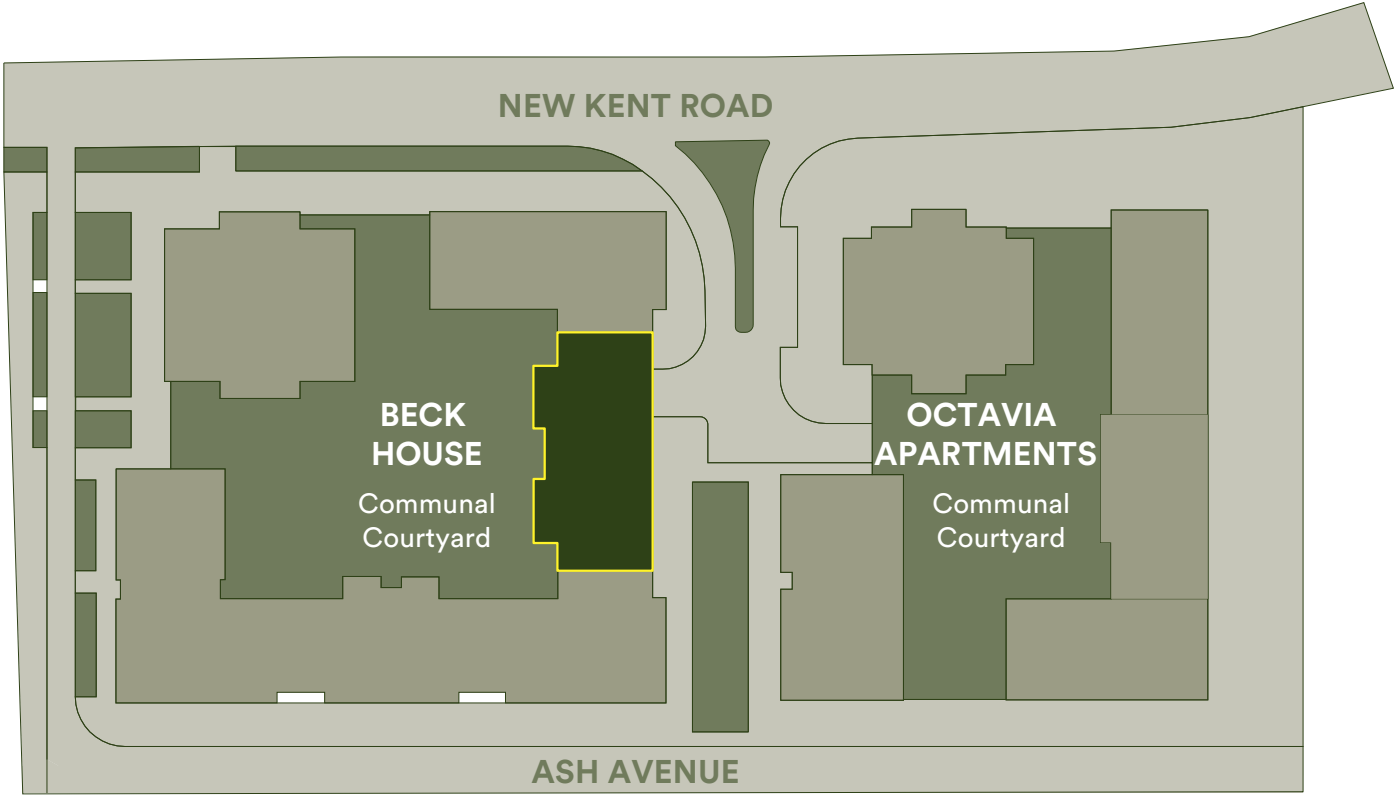 NEW KENT ROAD
BECK
HOUSE
Communal
Courtyard
OCTAVIA
APARTMENTS
Communal
Courtyard
ASH AVENUE